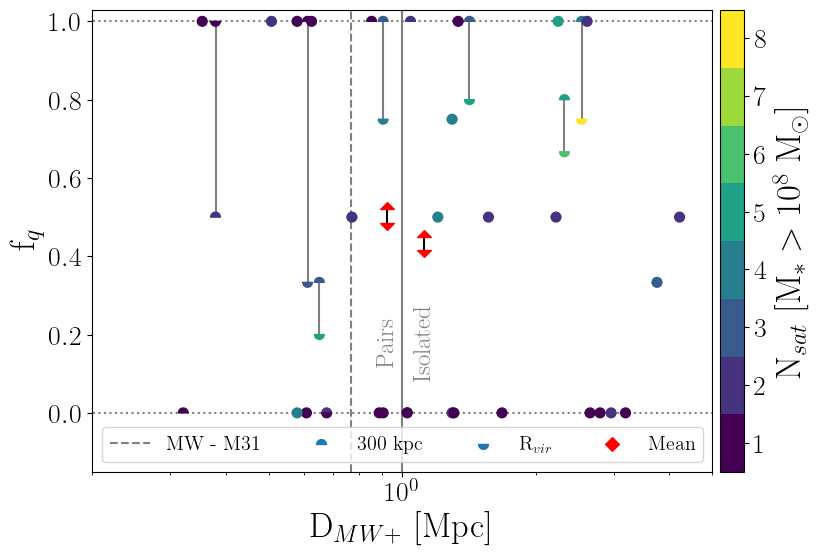 1.0
0.8
0.6
0.4
0.2
0.0
f_q
Pairs
Isolated
MW - M31
300 kpc
R_vir
Mean
10^0
D_MW+ [Mpc]
8
7
6
5
4
3
2
1
N_sat [M_* > 10^8 M_⊙]